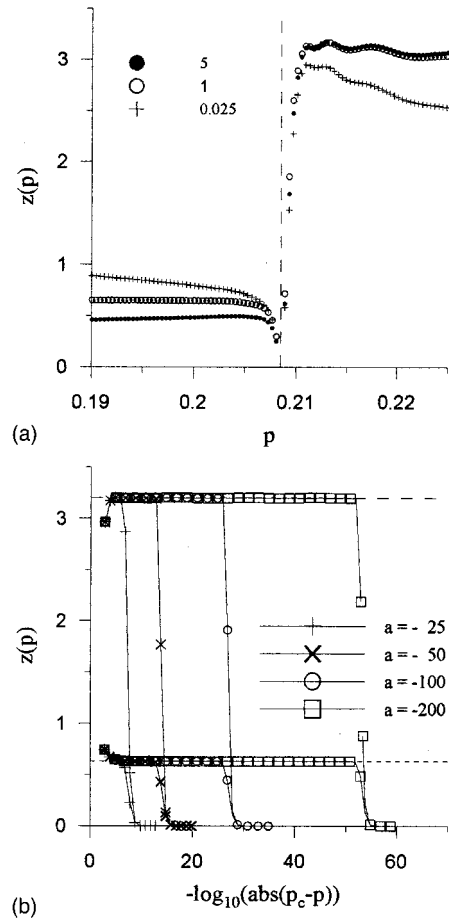 3
● 5
○ 1
+ 0.025
2
z(p)
1
0
0.19 0.2 0.21 0.22
(a)
p
3
a = - 25
a = - 50
2
a = -100
a = -200
z(p)
1
0
0 20 40 60
-log₁₀(abs(p_c-p))
(b)